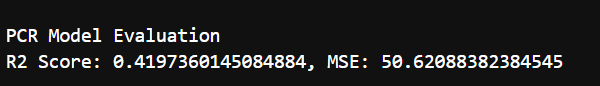 PCR Model Evaluation
R2 Score: 0.4197360145084884, MSE: 50.62088382384545